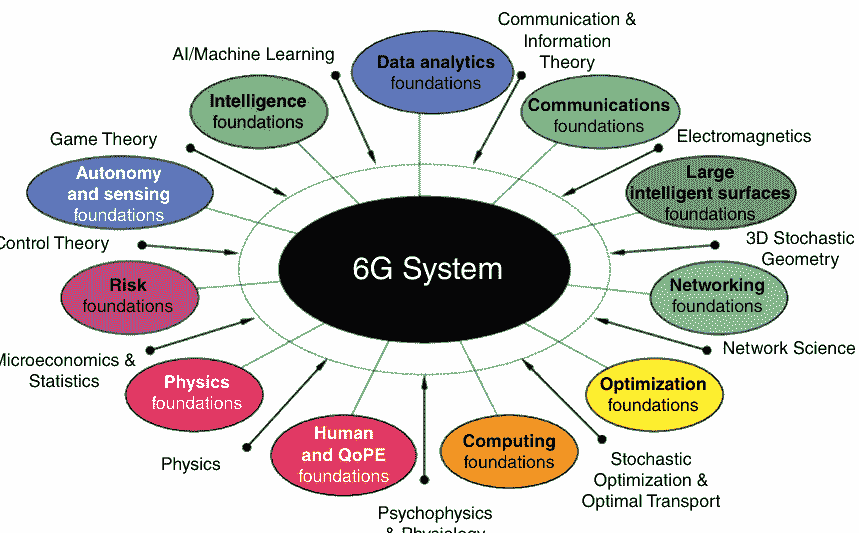 Communication &
Information
Theory
AI/Machine Learning
Data analytics
foundations
Intelligence
foundations
Communications
foundations
Game Theory
Electromagnetics
Autonomy
and sensing
foundations
Large
intelligent surfaces
foundations
Control Theory
3D Stochastic
Geometry
6G System
Risk
foundations
Networking
foundations
Microeconomics &
Statistics
Network Science
Physics
foundations
Optimization
foundations
Human
and QoPE
foundations
Computing
foundations
Physics
Stochastic
Optimization &
Optimal Transport
Psychophysics
& Physiology